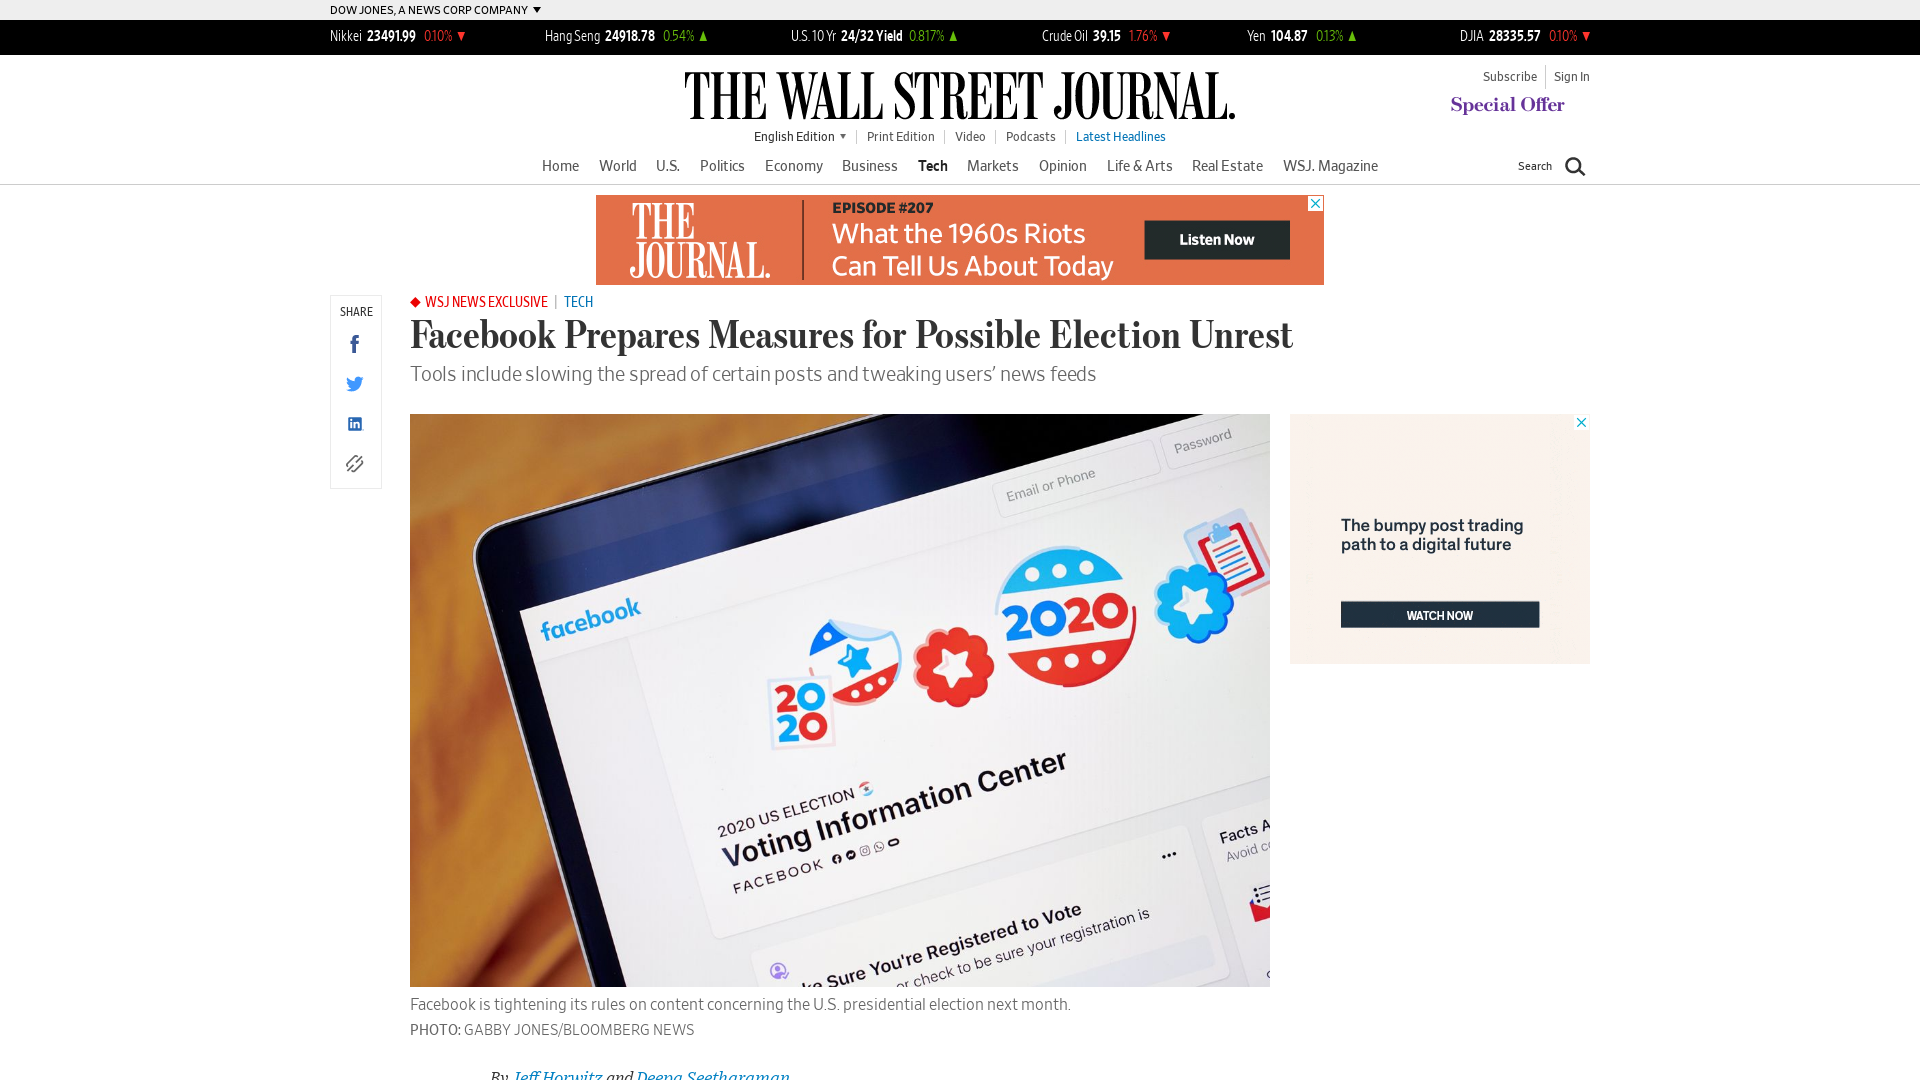 DOW JONES, A NEWS CORP COMPANY
Nikkei 23491.99 0.10% Hang Seng 24918.78 0.54% U.S. 10 Yr 24/32 Yield 0.817% Crude Oil 39.15 1.76% Yen 104.87 0.13% DJIA 28335.57 0.10%
THE WALL STREET JOURNAL.
Subscribe Sign In
Special Offer
English Edition Print Edition Video Podcasts Latest Headlines
Home World U.S. Politics Economy Business Tech Markets Opinion Life & Arts Real Estate WSJ. Magazine Search
THE JOURNAL.
EPISODE #207
What the 1960s Riots
Can Tell Us About Today
Listen Now
SHARE
WSJ NEWS EXCLUSIVE | TECH
Facebook Prepares Measures for Possible Election Unrest
Tools include slowing the spread of certain posts and tweaking users’ news feeds
Email or Phone
Password
facebook
2020
2020
2020 US ELECTION
Voting Information Center
FACEBOOK
Facts
Avoid
ke Sure You're Registered to Vote
or check to be sure your registration is
The bumpy post trading
path to a digital future
WATCH NOW
Facebook is tightening its rules on content concerning the U.S. presidential election next month.
PHOTO: GABBY JONES/BLOOMBERG NEWS
By Jeff Horwitz and Deepa Seetharaman